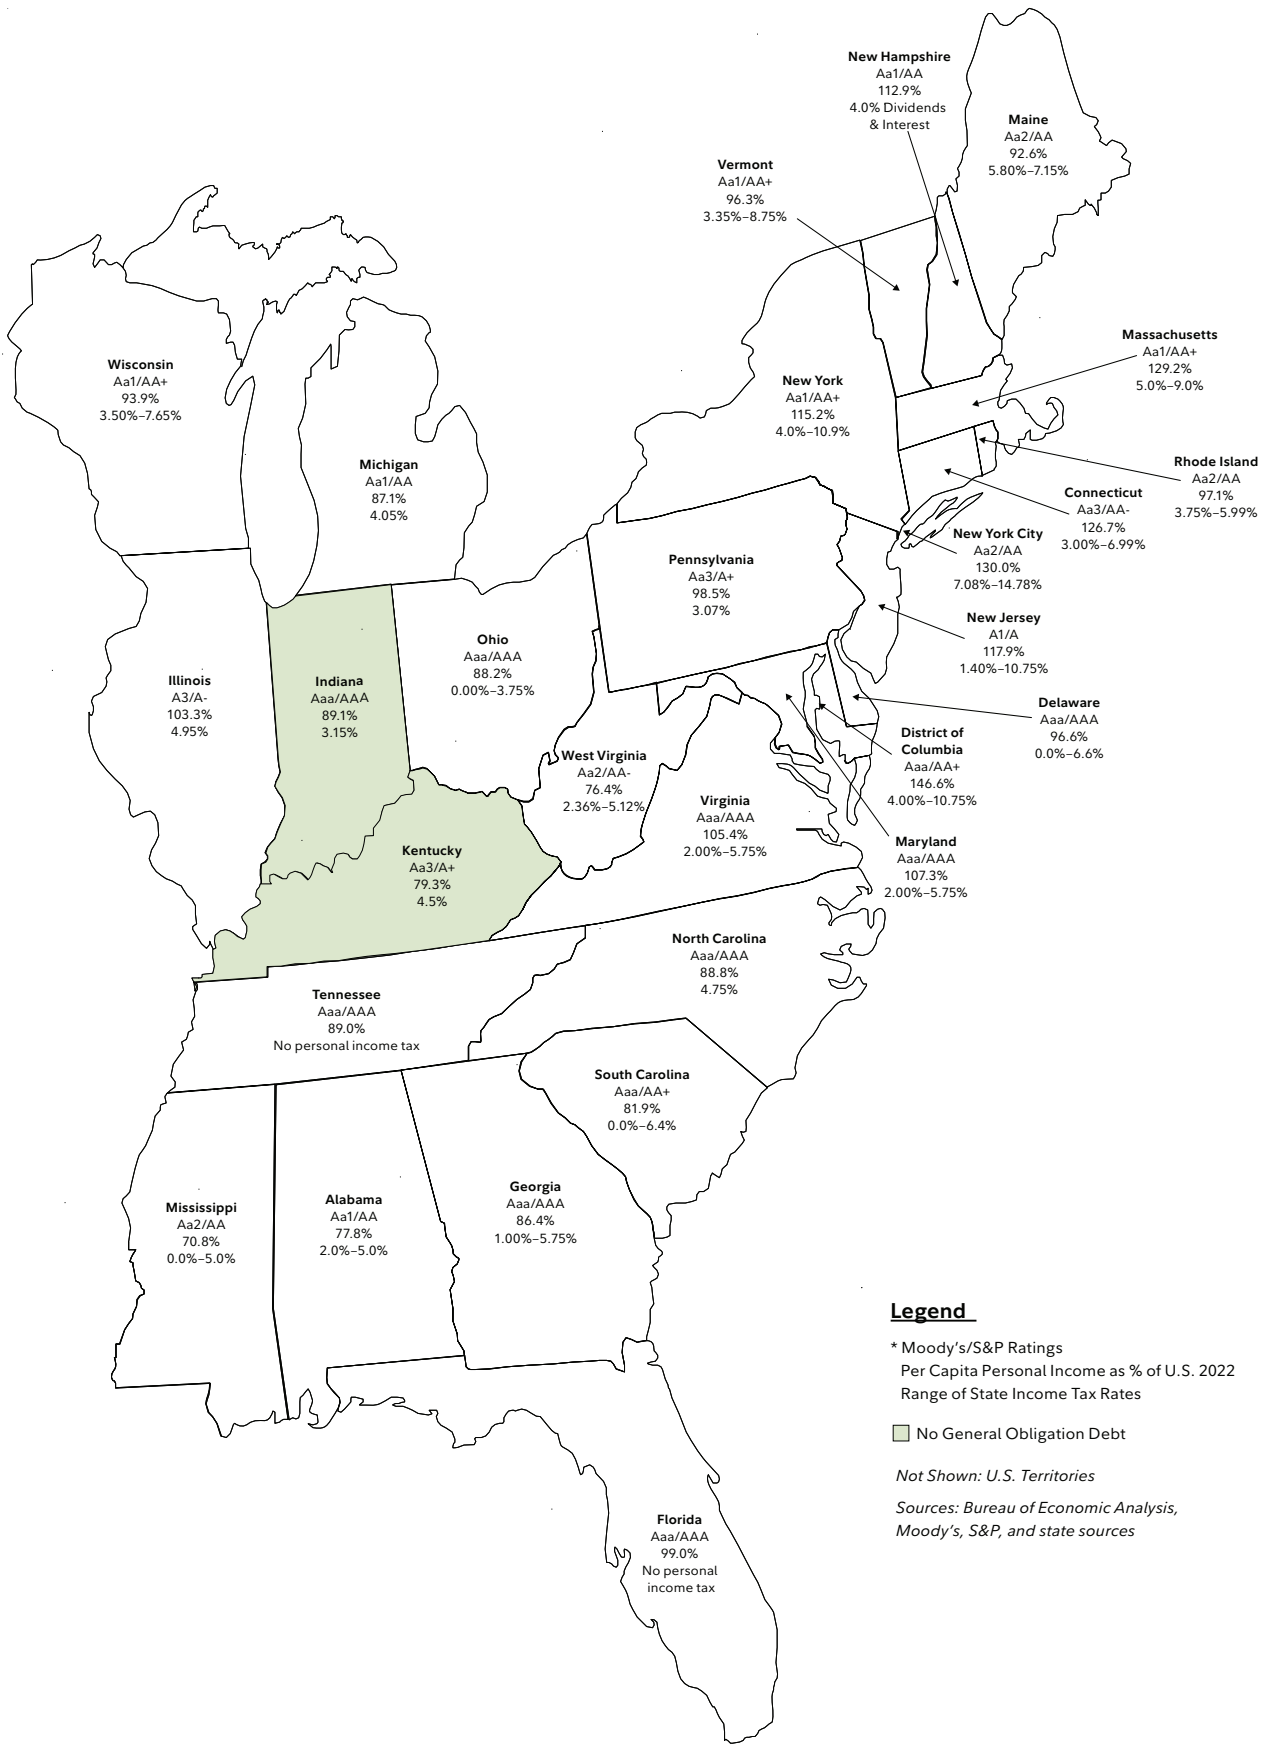 New Hampshire
Aa1/AA
112.9%
4.0% Dividends
& Interest
Maine
Aa2/AA
92.6%
5.80%–7.15%
Vermont
Aa1/AA+
96.3%
3.35%–8.75%
Massachusetts
Aa1/AA+
129.2%
5.0%–9.0%
Wisconsin
Aa1/AA+
93.9%
3.50%–7.65%
New York
Aa1/AA+
115.2%
4.0%–10.9%
Michigan
Aa1/AA
87.1%
4.05%
Rhode Island
Aa2/AA
97.1%
3.75%–5.99%
Connecticut
Aa3/AA-
126.7%
3.00%–6.99%
New York City
Aa2/AA
130.0%
7.08%–14.78%
Pennsylvania
Aa3/A+
98.5%
3.07%
New Jersey
A1/A
117.9%
1.40%–10.75%
Ohio
Aaa/AAA
88.2%
0.00%–3.75%
Illinois
A3/A-
103.3%
4.95%
Indiana
Aaa/AAA
89.1%
3.15%
Delaware
Aaa/AAA
96.6%
0.0%–6.6%
District of
Columbia
Aaa/AA+
146.6%
4.00%–10.75%
West Virginia
Aa2/AA-
76.4%
2.36%–5.12%
Virginia
Aaa/AAA
105.4%
2.00%–5.75%
Maryland
Aaa/AAA
107.3%
2.00%–5.75%
Kentucky
Aa3/A+
79.3%
4.5%
North Carolina
Aaa/AAA
88.8%
4.75%
Tennessee
Aaa/AAA
89.0%
No personal income tax
South Carolina
Aaa/AA+
81.9%
0.0%–6.4%
Mississippi
Aa2/AA
70.8%
0.0%–5.0%
Alabama
Aa1/AA
77.8%
2.0%–5.0%
Georgia
Aaa/AAA
86.4%
1.00%–5.75%
Legend
* Moody's/S&P Ratings
Per Capita Personal Income as % of U.S. 2022
Range of State Income Tax Rates
No General Obligation Debt
Not Shown: U.S. Territories
Sources: Bureau of Economic Analysis,
Moody's, S&P, and state sources
Florida
Aaa/AAA
99.0%
No personal
income tax